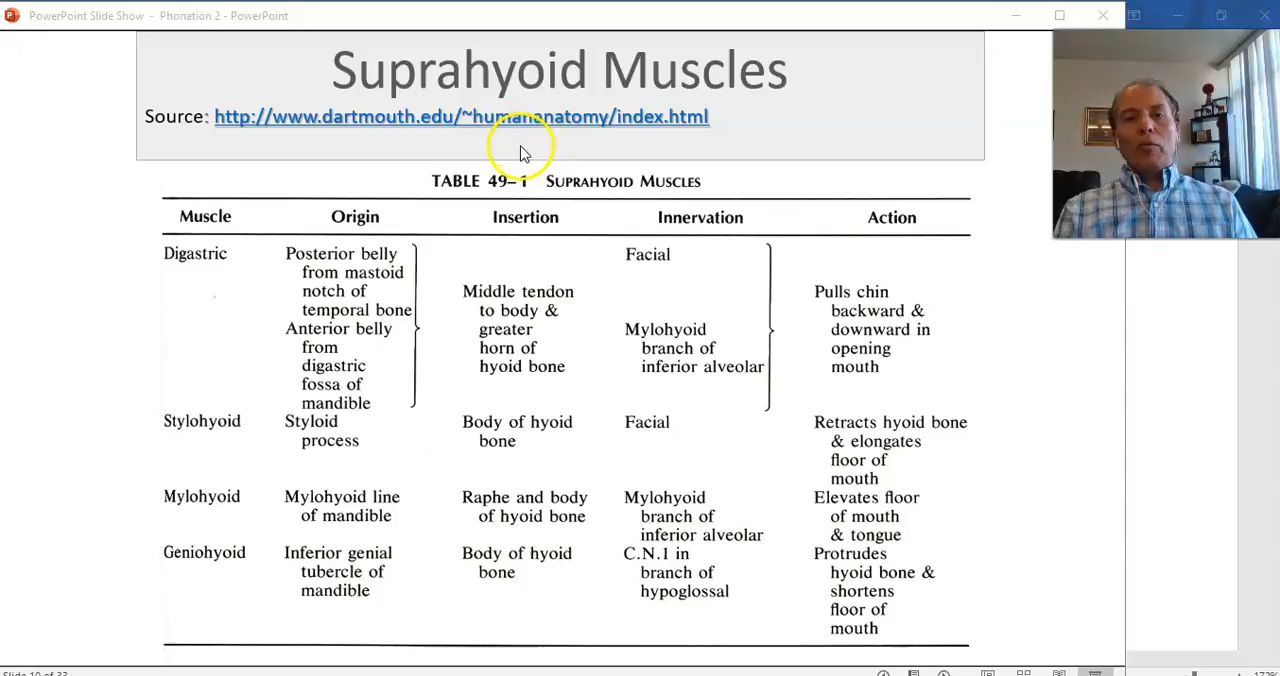 PowerPoint Slide Show - Phonation 2 - PowerPoint
Suprahyoid Muscles
Source: http://www.dartmouth.edu/~humananatomy/index.html
TABLE 49-1 SUPRAHYOID MUSCLES
Muscle Origin Insertion Innervation Action
Digastric
Posterior belly
from mastoid
notch of
temporal bone
Anterior belly
from
digastric
fossa of
mandible
Middle tendon
to body &
greater
horn of
hyoid bone
Facial
Mylohyoid
branch of
inferior alveolar
Pulls chin
backward &
downward in
opening
mouth
Stylohyoid
Styloid
process
Body of hyoid
bone
Facial
Retracts hyoid bone
& elongates
floor of
mouth
Mylohyoid
Mylohyoid line
of mandible
Raphe and body
of hyoid bone
Mylohyoid
branch of
inferior alveolar
Elevates floor
of mouth
& tongue
Geniohyoid
Inferior genial
tubercle of
mandible
Body of hyoid
bone
C.N.1 in
branch of
hypoglossal
Protrudes
hyoid bone &
shortens
floor of
mouth
Slide 10 of 33
172%